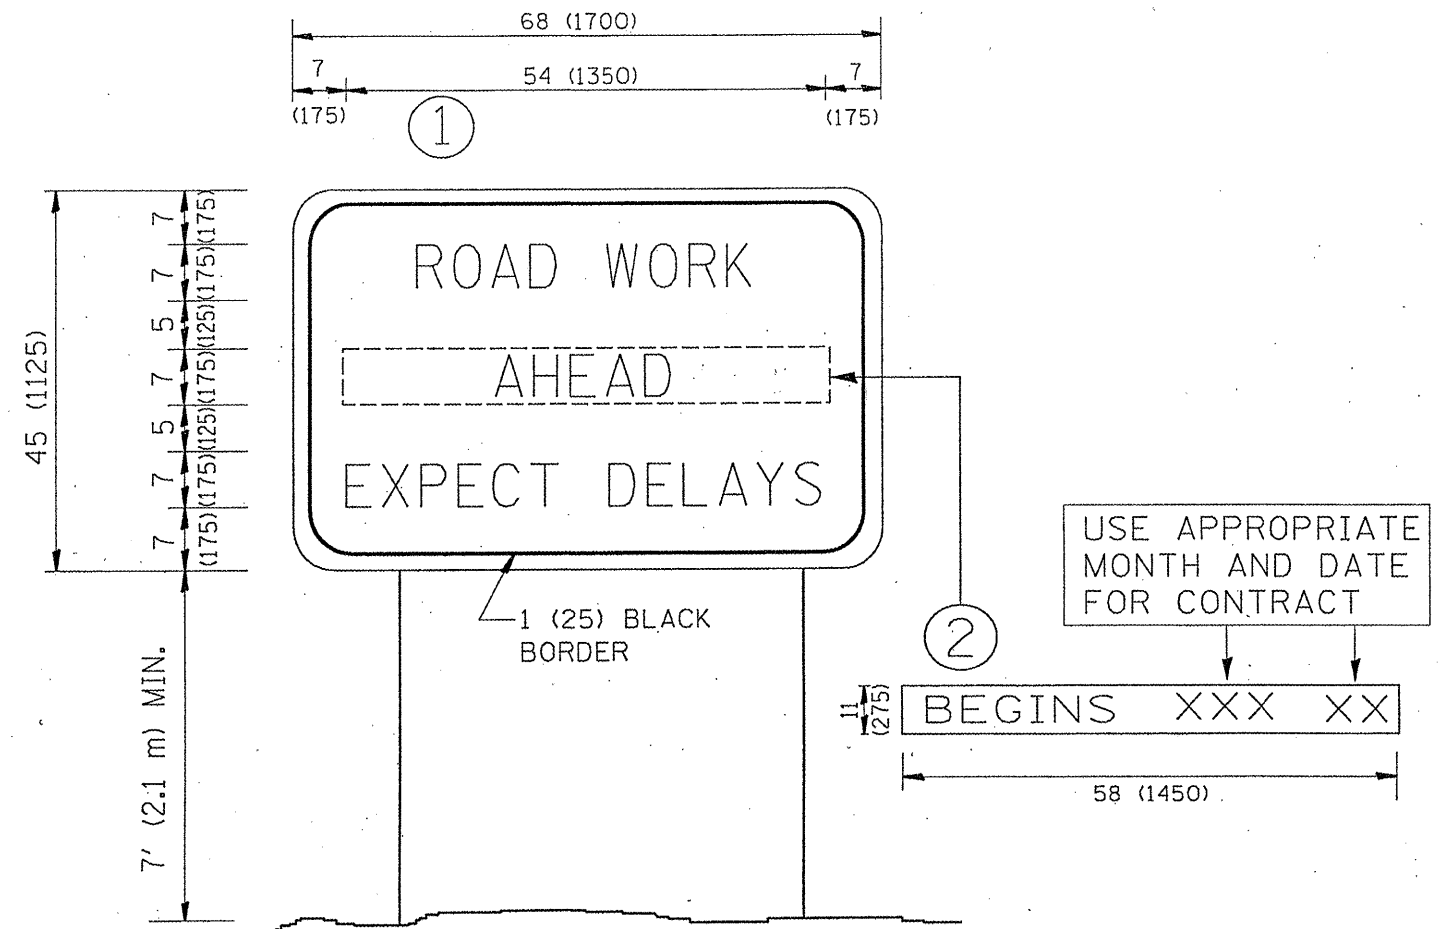 68 (1700)
7
54 (1350)
7
(175)
(175)
1
45 (1125)
7
(175)
7
(175)
5
(125)
7
(175)
5
(125)
7
(175)
7
(175)
ROAD WORK
AHEAD
EXPECT DELAYS
1 (25) BLACK
BORDER
7' (2.1 m) MIN.
2
USE APPROPRIATE
MONTH AND DATE
FOR CONTRACT
11
(275)
BEGINS XXX XX
58 (1450)